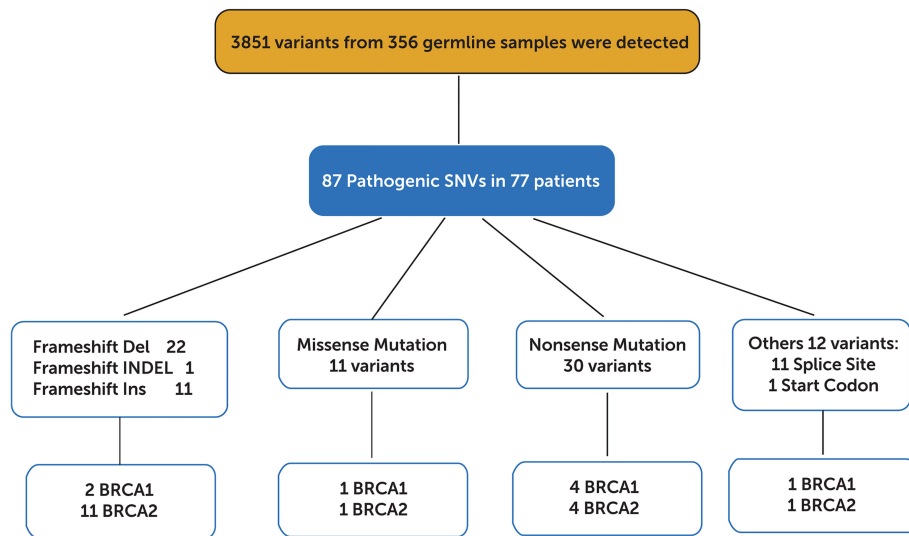 3851 variants from 356 germline samples were detected
87 Pathogenic SNVs in 77 patients
Frameshift Del 22
Frameshift INDEL 1
Frameshift Ins 11
Missense Mutation
11 variants
Nonsense Mutation
30 variants
Others 12 variants:
11 Splice Site
1 Start Codon
2 BRCA1
11 BRCA2
1 BRCA1
1 BRCA2
4 BRCA1
4 BRCA2
1 BRCA1
1 BRCA2